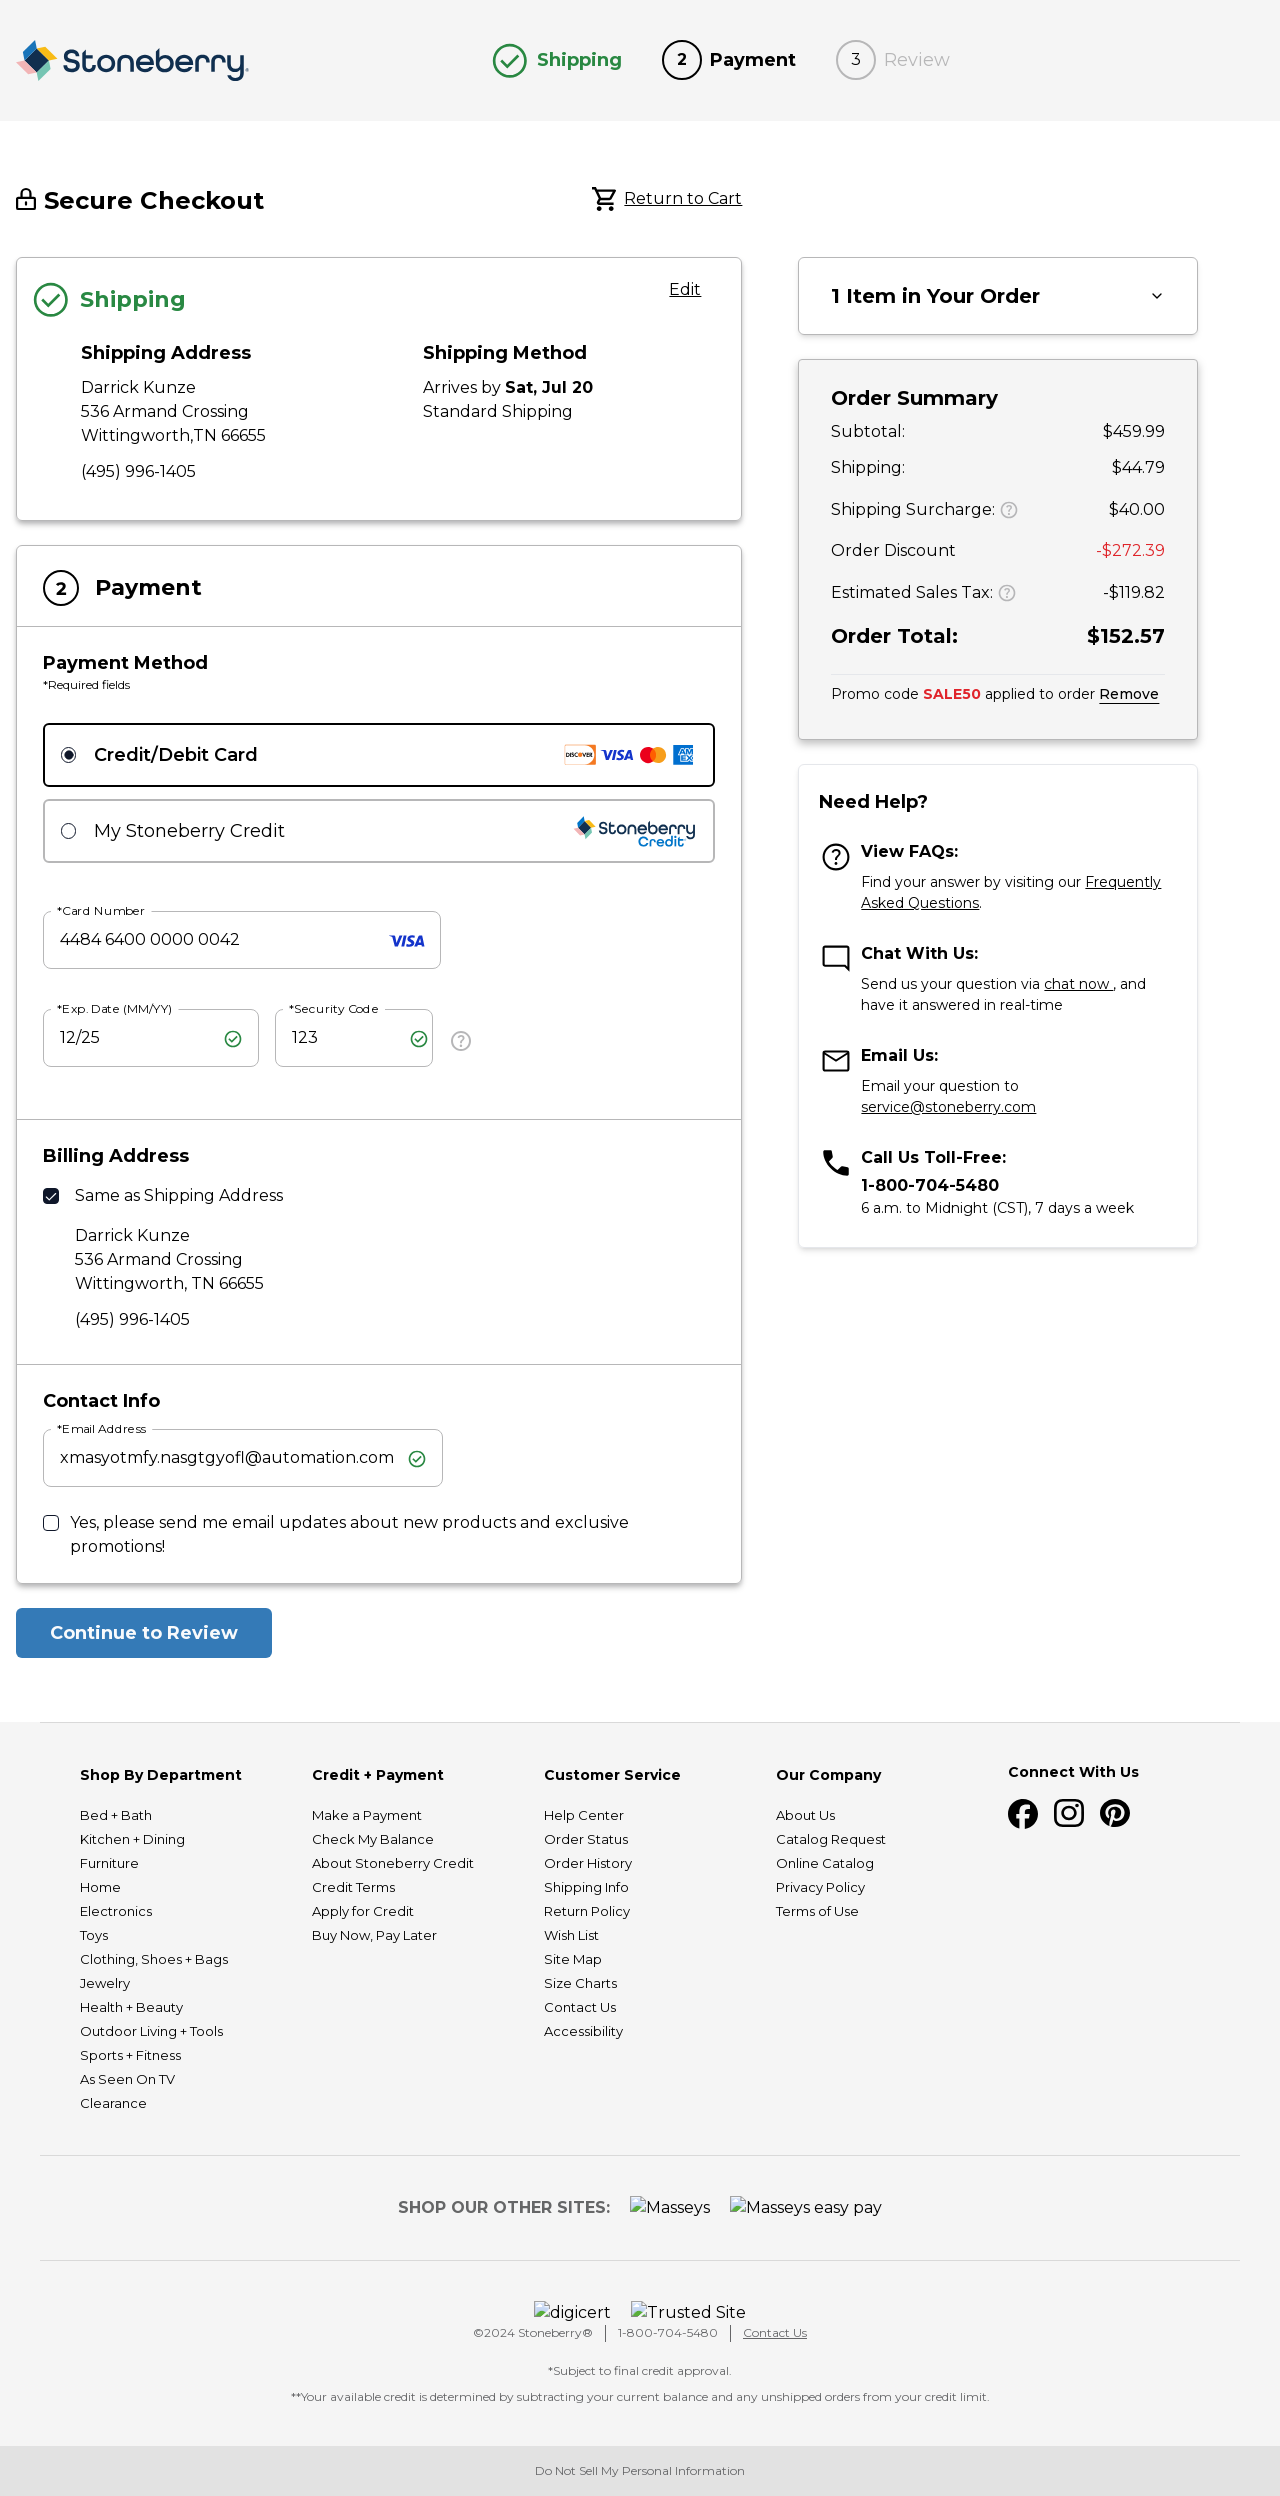 Stoneberry
Shipping
2 Payment
3 Review
Secure Checkout
Return to Cart
Shipping
Edit
Shipping Address
Darrick Kunze
536 Armand Crossing
Wittingworth,TN 66655
(495) 996-1405
Shipping Method
Arrives by Sat, Jul 20
Standard Shipping
2 Payment
Payment Method
*Required fields
Credit/Debit Card
DISCOVER VISA AMEX
My Stoneberry Credit
Stoneberry
Credit
*Card Number
4484 6400 0000 0042
VISA
*Exp. Date (MM/YY)
12/25
*Security Code
123
Billing Address
Same as Shipping Address
Darrick Kunze
536 Armand Crossing
Wittingworth, TN 66655
(495) 996-1405
Contact Info
*Email Address
xmasyotmfy.nasgtgyofl@automation.com
Yes, please send me email updates about new products and exclusive
promotions!
Continue to Review
1 Item in Your Order
Order Summary
Subtotal: $459.99
Shipping: $44.79
Shipping Surcharge: ? $40.00
Order Discount -$272.39
Estimated Sales Tax: ? -$119.82
Order Total: $152.57
Promo code SALE50 applied to order Remove
Need Help?
View FAQs:
Find your answer by visiting our Frequently
Asked Questions.
Chat With Us:
Send us your question via chat now , and
have it answered in real-time
Email Us:
Email your question to
service@stoneberry.com
Call Us Toll-Free:
1-800-704-5480
6 a.m. to Midnight (CST), 7 days a week
Shop By Department
Bed + Bath
Kitchen + Dining
Furniture
Home
Electronics
Toys
Clothing, Shoes + Bags
Jewelry
Health + Beauty
Outdoor Living + Tools
Sports + Fitness
As Seen On TV
Clearance
Credit + Payment
Make a Payment
Check My Balance
About Stoneberry Credit
Credit Terms
Apply for Credit
Buy Now, Pay Later
Customer Service
Help Center
Order Status
Order History
Shipping Info
Return Policy
Wish List
Site Map
Size Charts
Contact Us
Accessibility
Our Company
About Us
Catalog Request
Online Catalog
Privacy Policy
Terms of Use
Connect With Us
SHOP OUR OTHER SITES: Masseys Masseys easy pay
digicert Trusted Site
©2024 Stoneberry® | 1-800-704-5480 | Contact Us
*Subject to final credit approval.
**Your available credit is determined by subtracting your current balance and any unshipped orders from your credit limit.
Do Not Sell My Personal Information